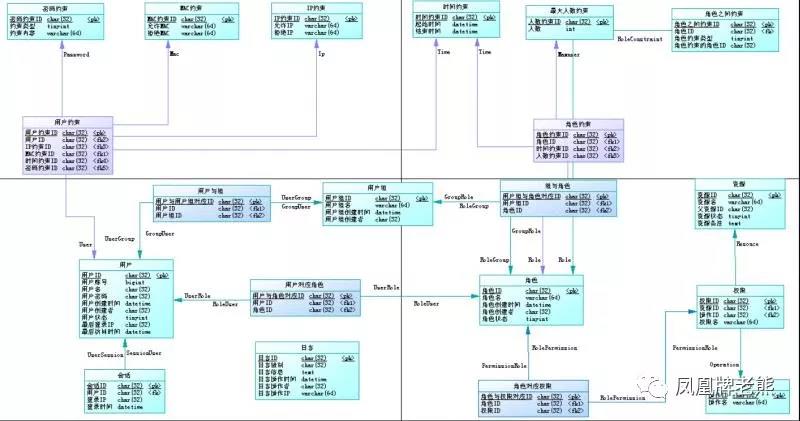 密码约束
密码约束ID char(32) <pk>
约束类型 tinyint
约束内容 varchar(64)
MAC约束
MAC约束ID char(32) <pk>
允许MAC varchar(64)
拒绝MAC varchar(64)
IP约束
IP约束ID char(32) <pk>
允许IP varchar(64)
拒绝IP varchar(64)
时间约束
时间约束ID char(32) <pk>
起始时间 datetime
结束时间 datetime
最大人数约束
人数约束ID char(32) <pk>
人数 int
角色之间约束
角色之间约束ID char(32) <pk>
角色ID char(32) <fk>
角色约束类型 tinyint
角色约束的角色ID char(32)
Password
Mac
Ip
Time
Time
Maxuser
RoleConstraint
用户约束
用户约束ID char(32) <pk>
用户ID char(32) <fk2>
IP约束ID char(32) <fk3>
MAC约束ID char(32) <fk1>
时间约束ID char(32) <fk4>
密码约束ID char(32) <fk5>
角色约束
角色约束ID char(32) <pk>
角色ID char(32) <fk1>
时间约束ID char(32) <fk2>
人数约束ID char(32) <fk3>
用户与组
用户与用户组对应ID char(32) <pk>
用户ID char(32) <fk1>
用户组ID char(32) <fk2>
UserGroup
GroupUser
用户组
用户组ID char(32) <pk>
用户组名 varchar(64)
用户组创建时间 datetime
用户组创建者 char(32)
GroupRole
RoleGroup
组与角色
用户组与角色对应ID char(32) <pk>
用户组ID char(32) <fk1>
角色ID char(32) <fk2>
资源
资源ID char(32) <pk>
资源名 varchar(64)
父资源ID char(32)
资源状态 tinyint
资源备注 text
User
UserGroup
GroupUser
GroupRole
RoleGroup
Role
Role
用户
用户ID char(32) <pk>
用户账号 bigint
用户名 char(32)
用户密码 char(32)
用户创建时间 datetime
用户创建者 char(32)
用户状态 tinyint
最后登录IP char(32)
最后访问时间 datetime
UserRole
RoleUser
用户对应角色
用户与角色对应ID char(32) <pk>
用户ID char(32) <fk1>
角色ID char(32) <fk2>
UserRole
RoleUser
角色
角色ID char(32) <pk>
角色名 varchar(64)
角色创建时间 datetime
角色创建者 char(32)
角色状态 tinyint
权限
权限ID char(32) <pk>
资源ID char(32) <fk1>
操作ID char(32) <fk2>
权限名 varchar(64)
UserSession
SessionUser
会话
会话ID char(32) <pk>
用户ID char(32) <fk>
登录IP char(32)
登录时间 datetime
日志
日志ID char(32) <pk>
日志级别 char(32)
日志信息 text
日志操作时间 datetime
日志操作者 char(32)
日志操作IP varchar(64)
RolePermission
PermissionRole
角色对应权限
角色与权限对应ID char(32) <pk>
角色ID char(32) <fk1>
权限ID char(32) <fk2>
PermissionRole
RolePermission
Operation
操作名 varchar(64)
凤凰牌老熊